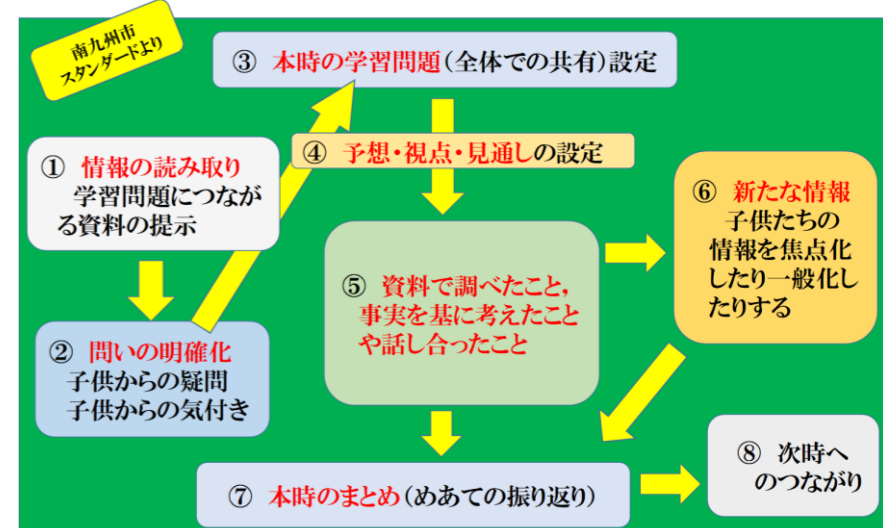 南九州市
スタンダードより
① 情報の読み取り
学習問題につなが
る資料の提示
② 問いの明確化
子供からの疑問
子供からの気付き
③ 本時の学習問題(全体での共有)設定
④ 予想・視点・見通しの設定
⑤ 資料で調べたこと,
事実を基に考えたこと
や話し合ったこと
⑥ 新たな情報
子供たちの
情報を焦点化
したり一般化し
たりする
⑦ 本時のまとめ(めあての振り返り)
⑧ 次時へ
のつながり